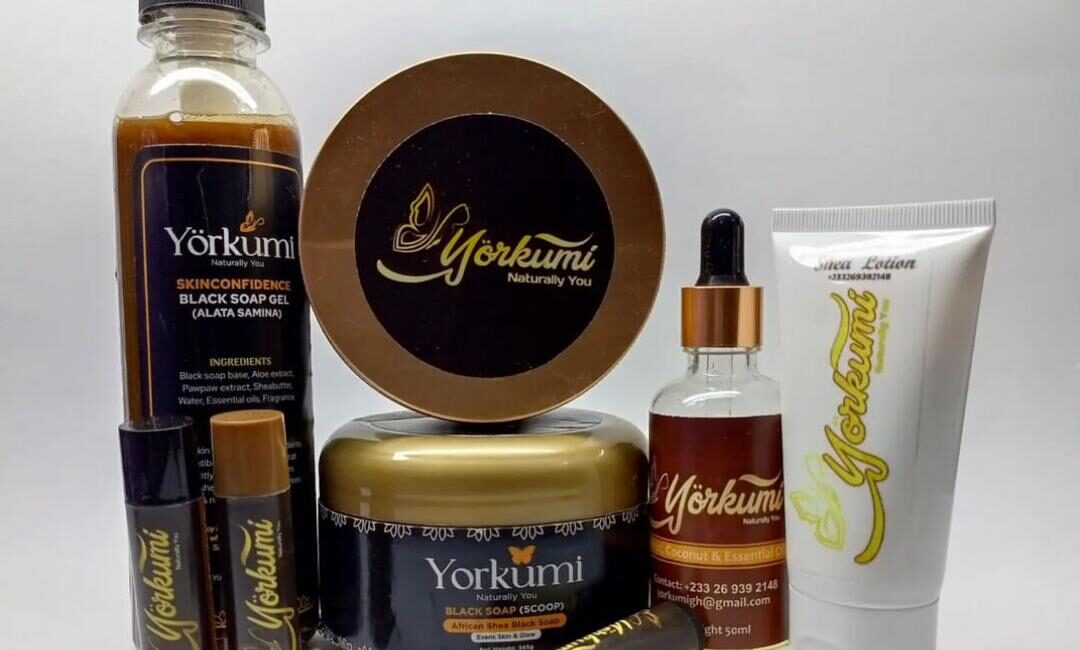 Yörkumi
Naturally You
SKINCONFIDENCE
BLACK SOAP GEL
(ALATA SAMINA)
INGREDIENTS
Black soap base, Aloe extract,
Pawpaw extract, Sheabutter,
Water, Essential oils, Fragrance
Yörkumi
Naturally You
Yörkumi
Naturally You
Yörkumi
Naturally You
Yorkumi
Naturally You
BLACK SOAP (SCOOP)
African Shea Black Soap
Evens Skin & Glow
Net Weight: 545g
Yörkumi
Naturally You
Coconut & Essential
Contact: +233 26 939 2148
yorkumigh@gmail.com
50ml
Shea Lotion
+233269392148
Yörkumi
Naturally You